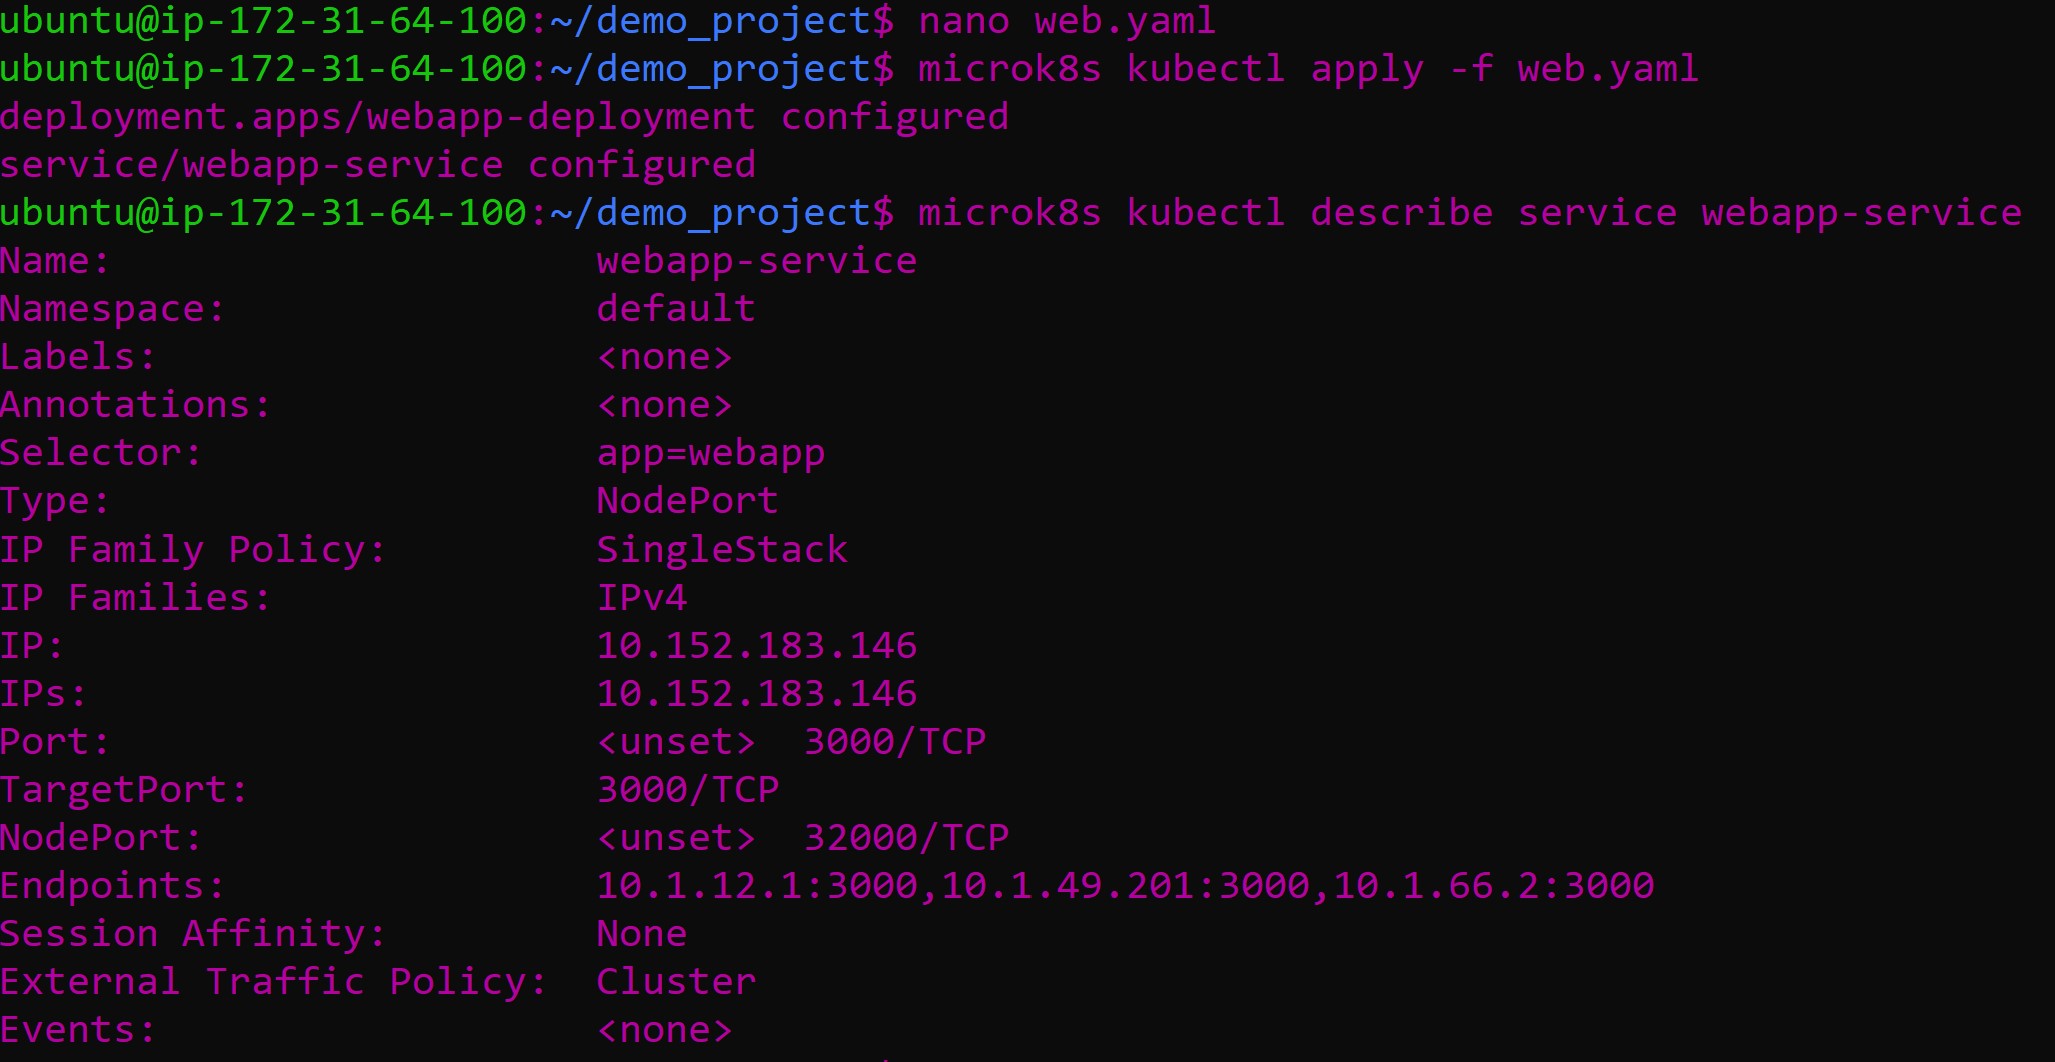 ubuntu@ip-172-31-64-100:~/demo_project$ nano web.yaml
ubuntu@ip-172-31-64-100:~/demo_project$ microk8s kubectl apply -f web.yaml
deployment.apps/webapp-deployment configured
service/webapp-service configured
ubuntu@ip-172-31-64-100:~/demo_project$ microk8s kubectl describe service webapp-service
Name:                     webapp-service
Namespace:                default
Labels:                   <none>
Annotations:              <none>
Selector:                 app=webapp
Type:                     NodePort
IP Family Policy:         SingleStack
IP Families:              IPv4
IP:                       10.152.183.146
IPs:                      10.152.183.146
Port:                     <unset>  3000/TCP
TargetPort:               3000/TCP
NodePort:                 <unset>  32000/TCP
Endpoints:                10.1.12.1:3000,10.1.49.201:3000,10.1.66.2:3000
Session Affinity:         None
External Traffic Policy:  Cluster
Events:                   <none>